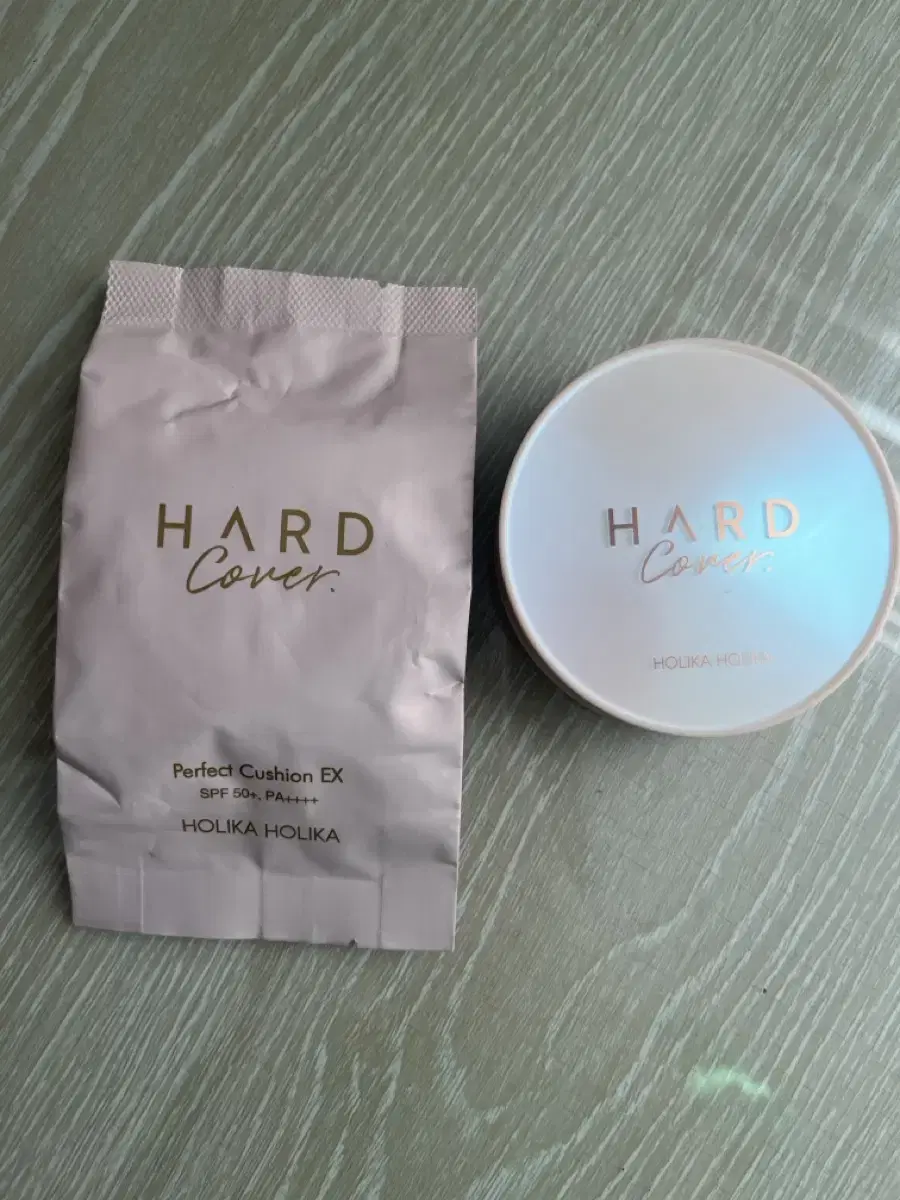 HARD
Cover.
Perfect Cushion EX
SPF 50+, PA++++
HOLIKA HOLIKA
HARD
Cover.
HOLIKA HOLIKA